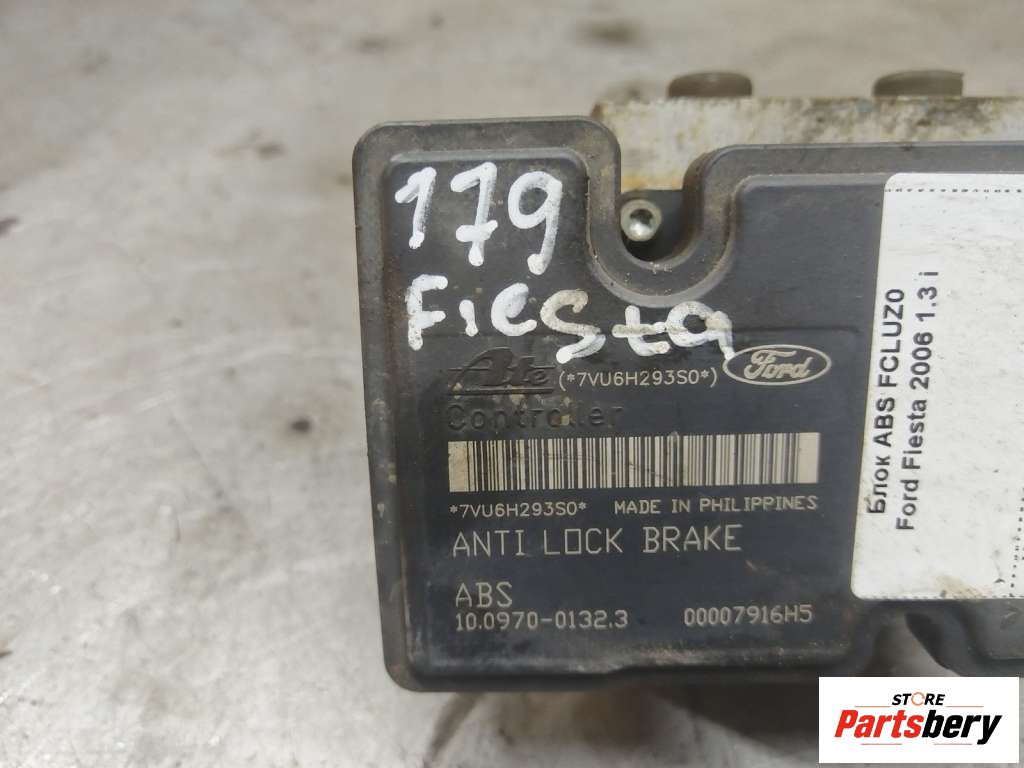 179
Fiesta
Ate (*7VU6H293S0*) Ford
Controller
*7VU6H293S0* MADE IN PHILIPPINES
ANTI LOCK BRAKE
ABS
10.0970-0132.3 00007916H5
Блок ABS FCLUZ0
Ford Fiesta 2006 1,3 i
STORE
Partsbery